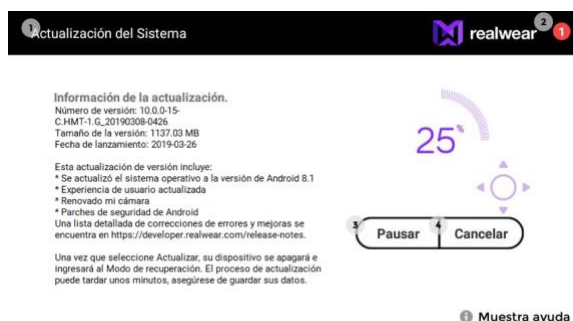 1 Actualización del Sistema
realwear 2 1
Información de la actualización.
Número de versión: 10.0.0-15-
C.HMT-1.G_20190308-0426
Tamaño de la versión: 1137.03 MB
Fecha de lanzamiento: 2019-03-26
25%
Esta actualización de versión incluye:
* Se actualizó el sistema operativo a la versión de Android 8.1
* Experiencia de usuario actualizada
* Renovado mi cámara
* Parches de seguridad de Android
Una lista detallada de correcciones de errores y mejoras se
encuentra en https://developer.realwear.com/release-notes.
3 Pausar 4 Cancelar
Una vez que seleccione Actualizar, su dispositivo se apagará e
ingresará al Modo de recuperación. El proceso de actualización
puede tardar unos minutos, asegúrese de guardar sus datos.
Muestra ayuda